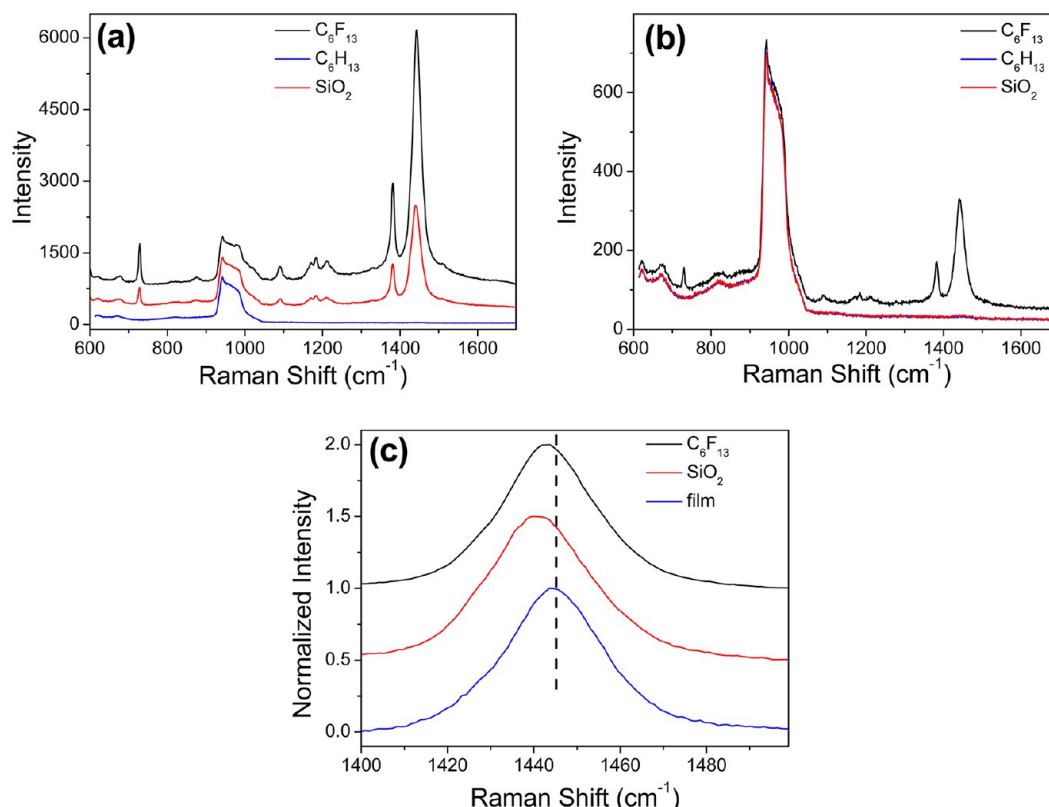 (a)
C₆F₁₃
C₆H₁₃
SiO₂
6000
4500
3000
1500
0
Intensity
600 800 1000 1200 1400 1600
Raman Shift (cm⁻¹)
(b)
C₆F₁₃
C₆H₁₃
SiO₂
600
400
200
0
Intensity
600 800 1000 1200 1400 1600
Raman Shift (cm⁻¹)
(c)
C₆F₁₃
SiO₂
film
2.0
1.5
1.0
0.5
0.0
Normalized Intensity
1400 1420 1440 1460 1480
Raman Shift (cm⁻¹)